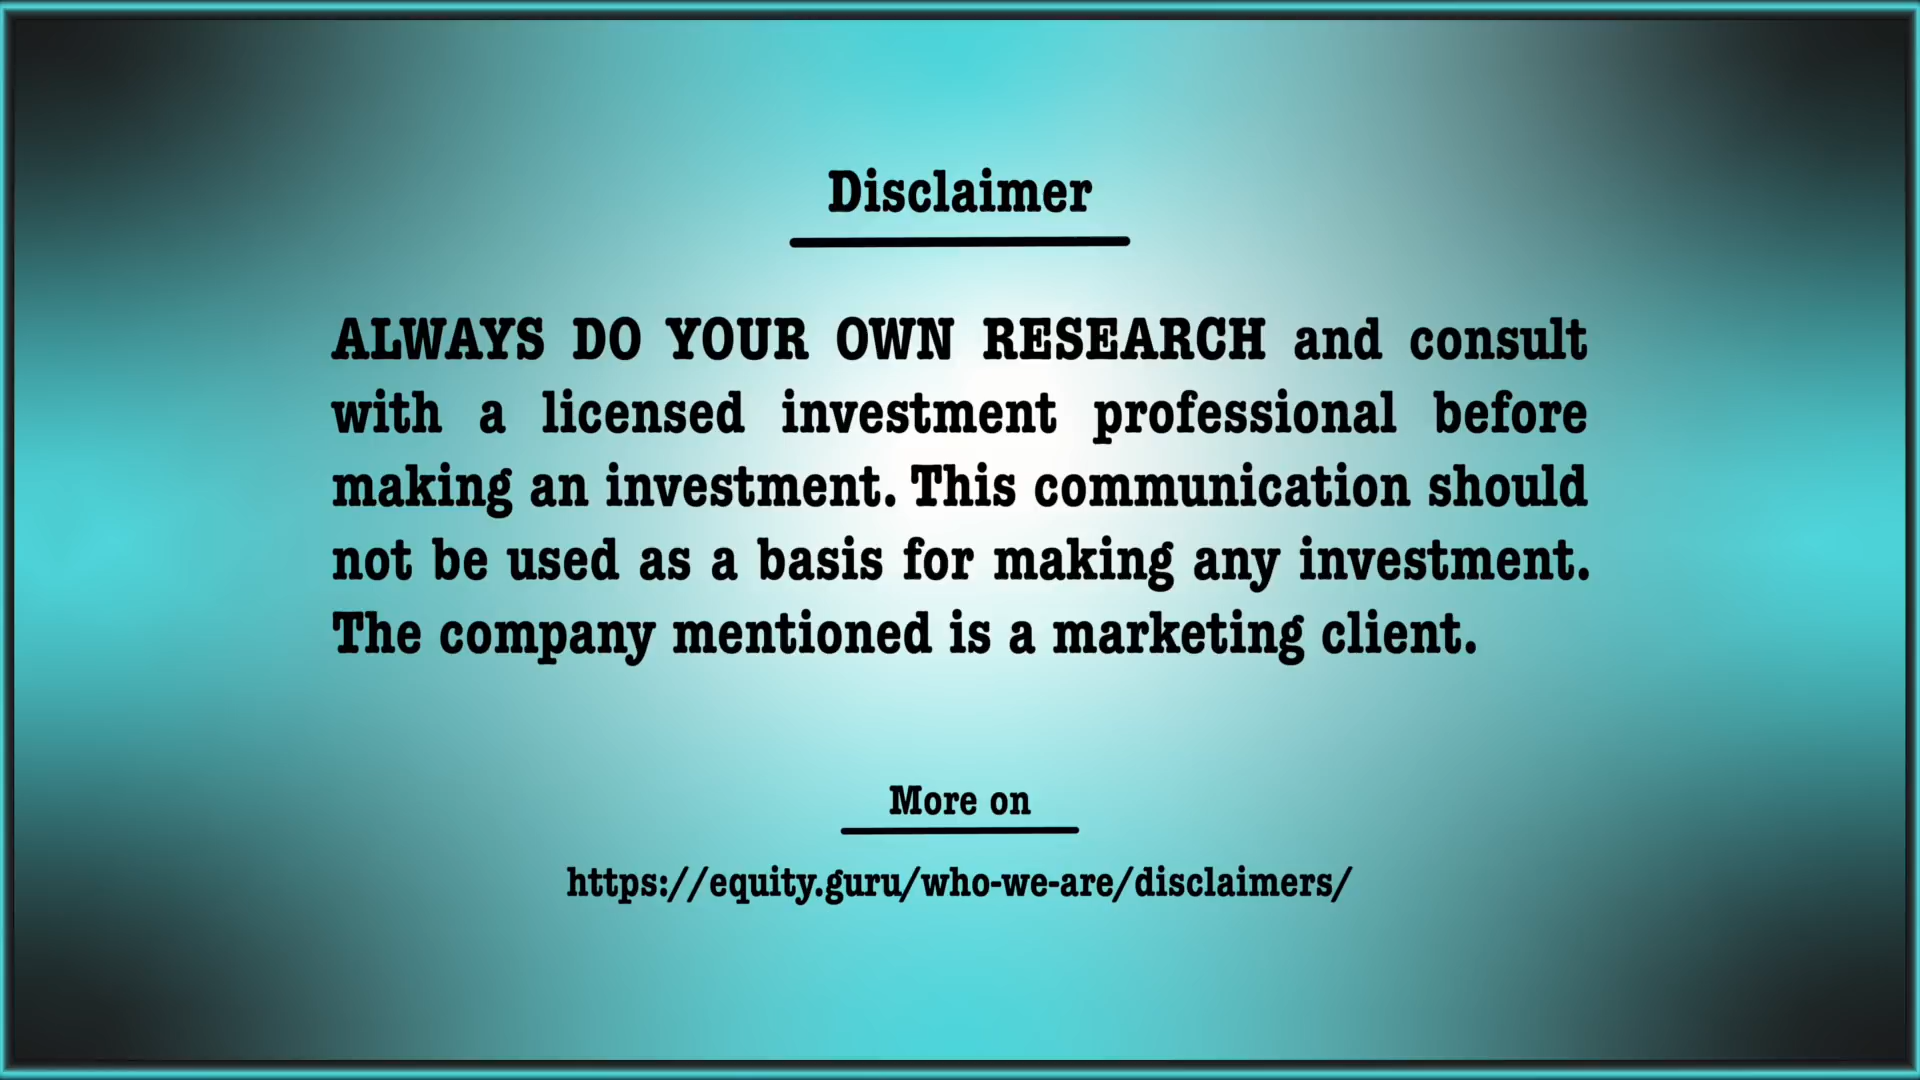 Disclaimer
ALWAYS DO YOUR OWN RESEARCH and consult
with a licensed investment professional before
making an investment. This communication should
not be used as a basis for making any investment.
The company mentioned is a marketing client.
More on
https://equity.guru/who-we-are/disclaimers/